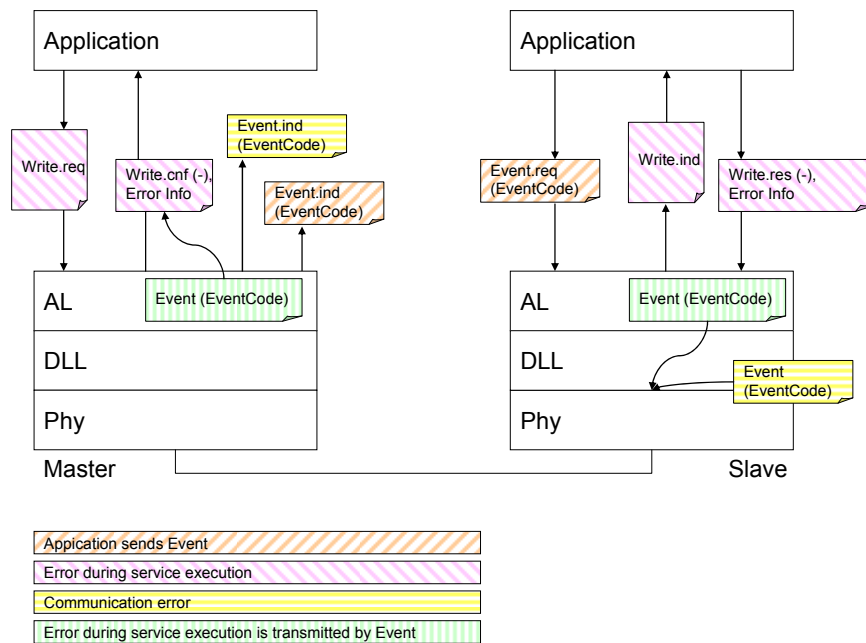 Application
Application
Write.req
Write.cnf (-),
Error Info
Event.ind
(EventCode)
Event.ind
(EventCode)
Event.req
(EventCode)
Write.ind
Write.res (-),
Error Info
AL
Event (EventCode)
AL
Event (EventCode)
DLL
DLL
Event
(EventCode)
Phy
Phy
Master
Slave
Appication sends Event
Error during service execution
Communication error
Error during service execution is transmitted by Event